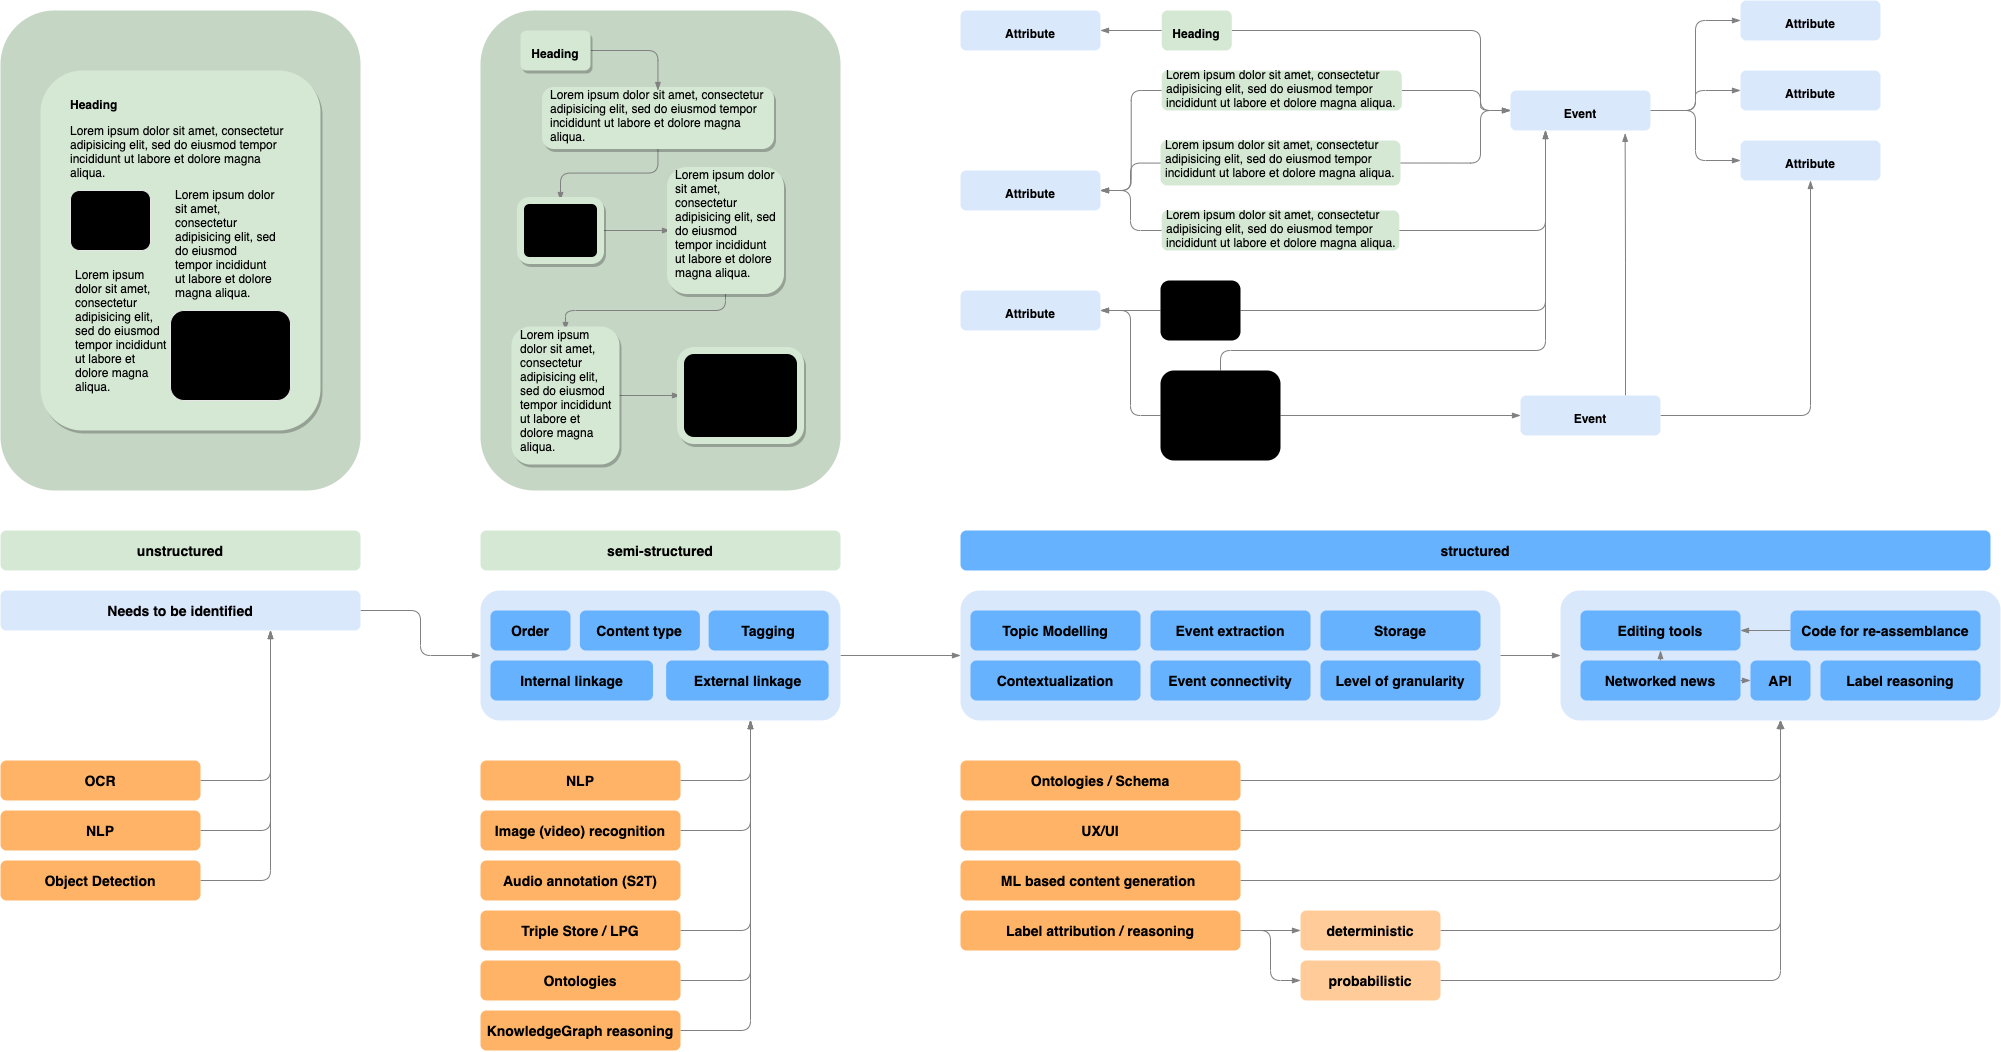 Heading
Lorem ipsum dolor sit amet, consectetur
adipisicing elit, sed do eiusmod tempor
incididunt ut labore et dolore magna
aliqua.
Lorem ipsum dolor
sit amet,
consectetur
adipisicing elit, sed
do eiusmod
tempor incididunt
ut labore et dolore
magna aliqua.
Lorem ipsum
dolor sit amet,
consectetur
adipisicing elit,
sed do eiusmod
tempor incididunt
ut labore et
dolore magna
aliqua.
Heading
Lorem ipsum dolor sit amet, consectetur
adipisicing elit, sed do eiusmod tempor
incididunt ut labore et dolore magna
aliqua.
Lorem ipsum dolor
sit amet,
consectetur
adipisicing elit, sed
do eiusmod
tempor incididunt
ut labore et dolore
magna aliqua.
Lorem ipsum
dolor sit amet,
consectetur
adipisicing elit,
sed do eiusmod
tempor incididunt
ut labore et
dolore magna
aliqua.
Attribute
Heading
Lorem ipsum dolor sit amet, consectetur
adipisicing elit, sed do eiusmod tempor
incididunt ut labore et dolore magna aliqua.
Lorem ipsum dolor sit amet, consectetur
adipisicing elit, sed do eiusmod tempor
incididunt ut labore et dolore magna aliqua.
Attribute
Lorem ipsum dolor sit amet, consectetur
adipisicing elit, sed do eiusmod tempor
incididunt ut labore et dolore magna aliqua.
Attribute
Event
Attribute
Attribute
Attribute
Event
unstructured
semi-structured
structured
Needs to be identified
Order
Content type
Tagging
Internal linkage
External linkage
Topic Modelling
Event extraction
Storage
Contextualization
Event connectivity
Level of granularity
Editing tools
Code for re-assemblance
Networked news
API
Label reasoning
OCR
NLP
Object Detection
NLP
Image (video) recognition
Audio annotation (S2T)
Triple Store / LPG
Ontologies
KnowledgeGraph reasoning
Ontologies / Schema
UX/UI
ML based content generation
Label attribution / reasoning
deterministic
probabilistic